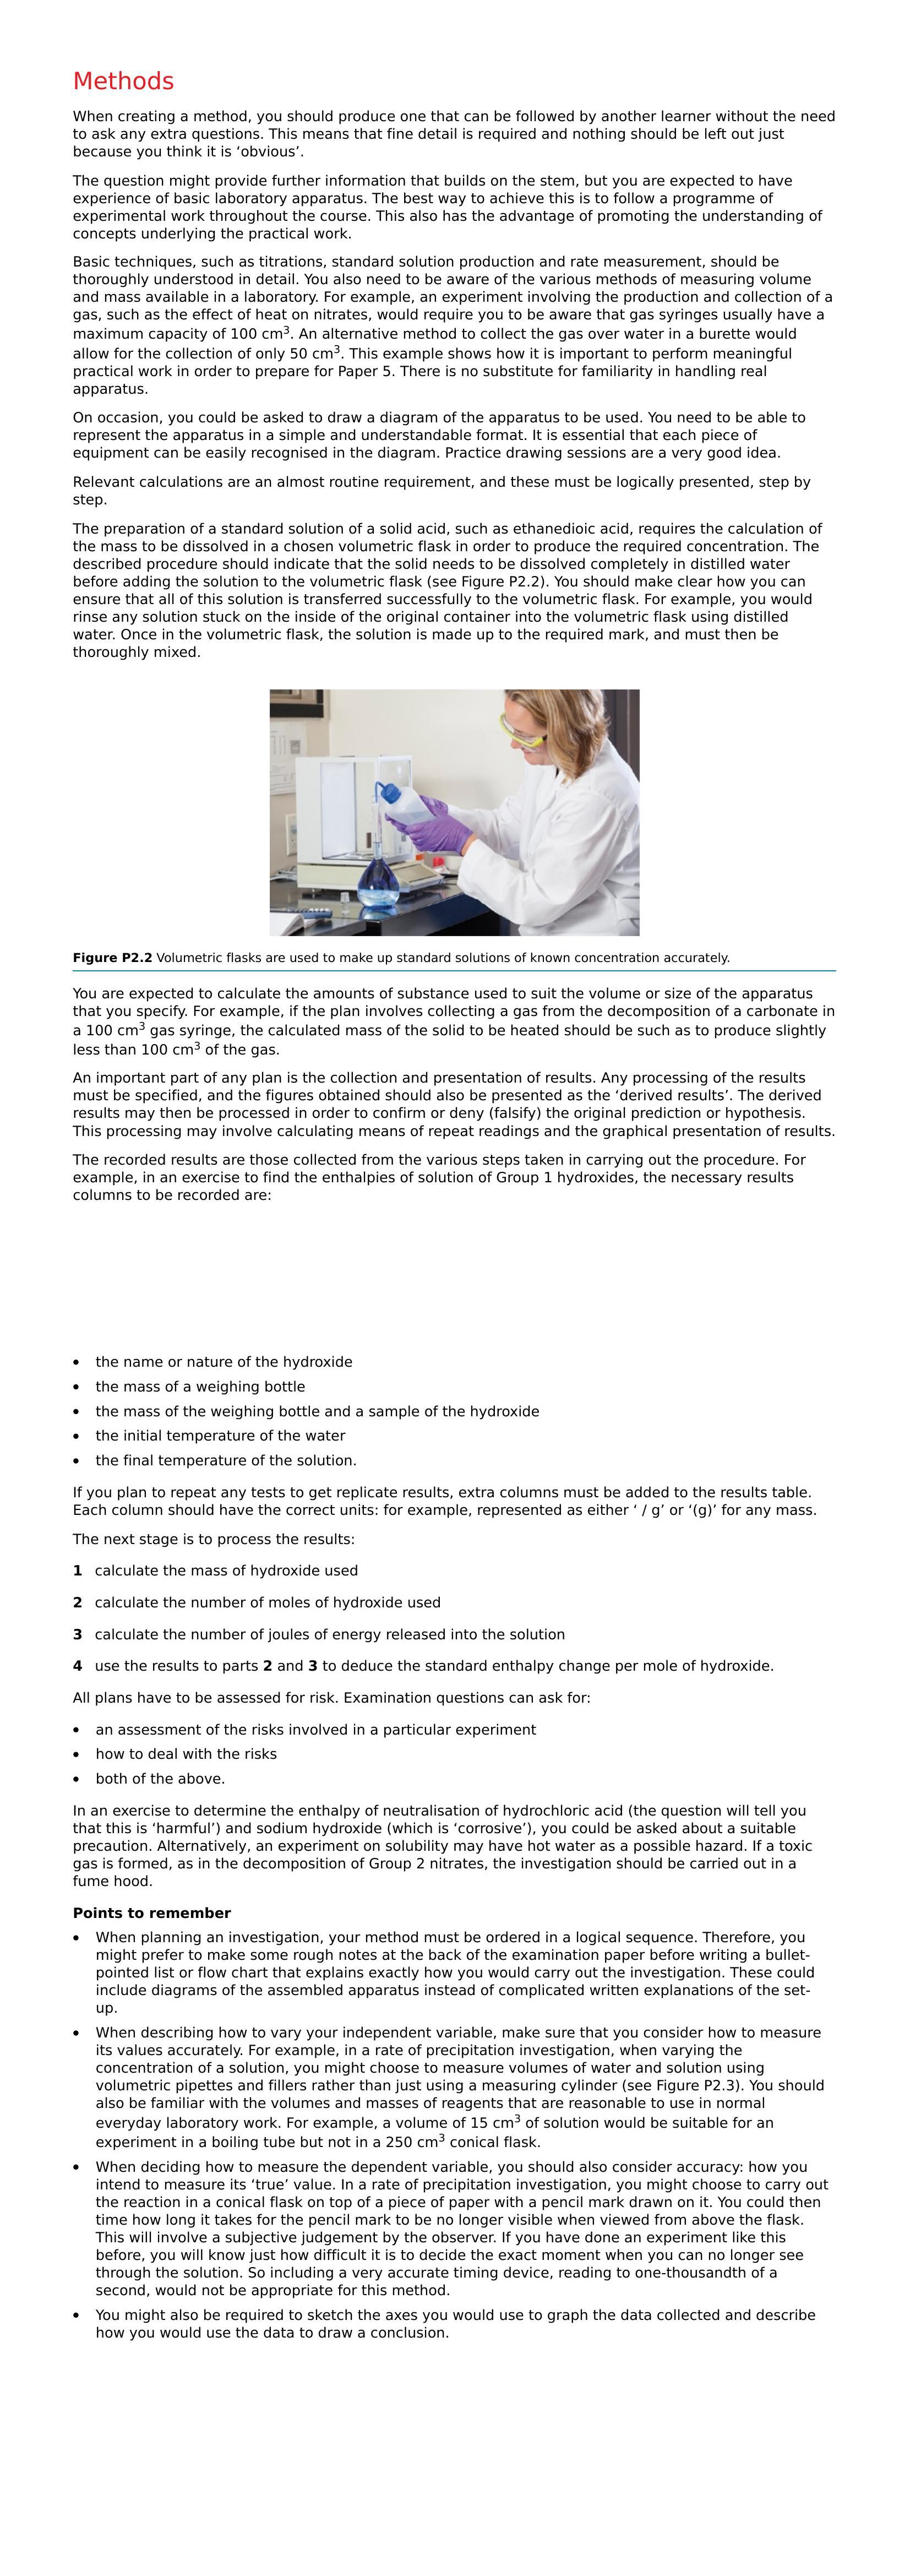 Methods
When creating a method, you should produce one that can be followed by another learner without the need
to ask any extra questions. This means that fine detail is required and nothing should be left out just
because you think it is ‘obvious’.
The question might provide further information that builds on the stem, but you are expected to have
experience of basic laboratory apparatus. The best way to achieve this is to follow a programme of
experimental work throughout the course. This also has the advantage of promoting the understanding of
concepts underlying the practical work.
Basic techniques, such as titrations, standard solution production and rate measurement, should be
thoroughly understood in detail. You also need to be aware of the various methods of measuring volume
and mass available in a laboratory. For example, an experiment involving the production and collection of a
gas, such as the effect of heat on nitrates, would require you to be aware that gas syringes usually have a
maximum capacity of 100 cm³. An alternative method to collect the gas over water in a burette would
allow for the collection of only 50 cm³. This example shows how it is important to perform meaningful
practical work in order to prepare for Paper 5. There is no substitute for familiarity in handling real
apparatus.
On occasion, you could be asked to draw a diagram of the apparatus to be used. You need to be able to
represent the apparatus in a simple and understandable format. It is essential that each piece of
equipment can be easily recognised in the diagram. Practice drawing sessions are a very good idea.
Relevant calculations are an almost routine requirement, and these must be logically presented, step by
step.
The preparation of a standard solution of a solid acid, such as ethanedioic acid, requires the calculation of
the mass to be dissolved in a chosen volumetric flask in order to produce the required concentration. The
described procedure should indicate that the solid needs to be dissolved completely in distilled water
before adding the solution to the volumetric flask (see Figure P2.2). You should make clear how you can
ensure that all of this solution is transferred successfully to the volumetric flask. For example, you would
rinse any solution stuck on the inside of the original container into the volumetric flask using distilled
water. Once in the volumetric flask, the solution is made up to the required mark, and must then be
thoroughly mixed.
Figure P2.2 Volumetric flasks are used to make up standard solutions of known concentration accurately.
You are expected to calculate the amounts of substance used to suit the volume or size of the apparatus
that you specify. For example, if the plan involves collecting a gas from the decomposition of a carbonate in
a 100 cm³ gas syringe, the calculated mass of the solid to be heated should be such as to produce slightly
less than 100 cm³ of the gas.
An important part of any plan is the collection and presentation of results. Any processing of the results
must be specified, and the figures obtained should also be presented as the ‘derived results’. The derived
results may then be processed in order to confirm or deny (falsify) the original prediction or hypothesis.
This processing may involve calculating means of repeat readings and the graphical presentation of results.
The recorded results are those collected from the various steps taken in carrying out the procedure. For
example, in an exercise to find the enthalpies of solution of Group 1 hydroxides, the necessary results
columns to be recorded are:
• the name or nature of the hydroxide
• the mass of a weighing bottle
• the mass of the weighing bottle and a sample of the hydroxide
• the initial temperature of the water
• the final temperature of the solution.
If you plan to repeat any tests to get replicate results, extra columns must be added to the results table.
Each column should have the correct units: for example, represented as either ‘ / g’ or ‘(g)’ for any mass.
The next stage is to process the results:
1 calculate the mass of hydroxide used
2 calculate the number of moles of hydroxide used
3 calculate the number of joules of energy released into the solution
4 use the results to parts 2 and 3 to deduce the standard enthalpy change per mole of hydroxide.
All plans have to be assessed for risk. Examination questions can ask for:
• an assessment of the risks involved in a particular experiment
• how to deal with the risks
• both of the above.
In an exercise to determine the enthalpy of neutralisation of hydrochloric acid (the question will tell you
that this is ‘harmful’) and sodium hydroxide (which is ‘corrosive’), you could be asked about a suitable
precaution. Alternatively, an experiment on solubility may have hot water as a possible hazard. If a toxic
gas is formed, as in the decomposition of Group 2 nitrates, the investigation should be carried out in a
fume hood.
Points to remember
• When planning an investigation, your method must be ordered in a logical sequence. Therefore, you
might prefer to make some rough notes at the back of the examination paper before writing a bullet-
pointed list or flow chart that explains exactly how you would carry out the investigation. These could
include diagrams of the assembled apparatus instead of complicated written explanations of the set-
up.
• When describing how to vary your independent variable, make sure that you consider how to measure
its values accurately. For example, in a rate of precipitation investigation, when varying the
concentration of a solution, you might choose to measure volumes of water and solution using
volumetric pipettes and fillers rather than just using a measuring cylinder (see Figure P2.3). You should
also be familiar with the volumes and masses of reagents that are reasonable to use in normal
everyday laboratory work. For example, a volume of 15 cm³ of solution would be suitable for an
experiment in a boiling tube but not in a 250 cm³ conical flask.
• When deciding how to measure the dependent variable, you should also consider accuracy: how you
intend to measure its ‘true’ value. In a rate of precipitation investigation, you might choose to carry out
the reaction in a conical flask on top of a piece of paper with a pencil mark drawn on it. You could then
time how long it takes for the pencil mark to be no longer visible when viewed from above the flask.
This will involve a subjective judgement by the observer. If you have done an experiment like this
before, you will know just how difficult it is to decide the exact moment when you can no longer see
through the solution. So including a very accurate timing device, reading to one-thousandth of a
second, would not be appropriate for this method.
• You might also be required to sketch the axes you would use to graph the data collected and describe
how you would use the data to draw a conclusion.